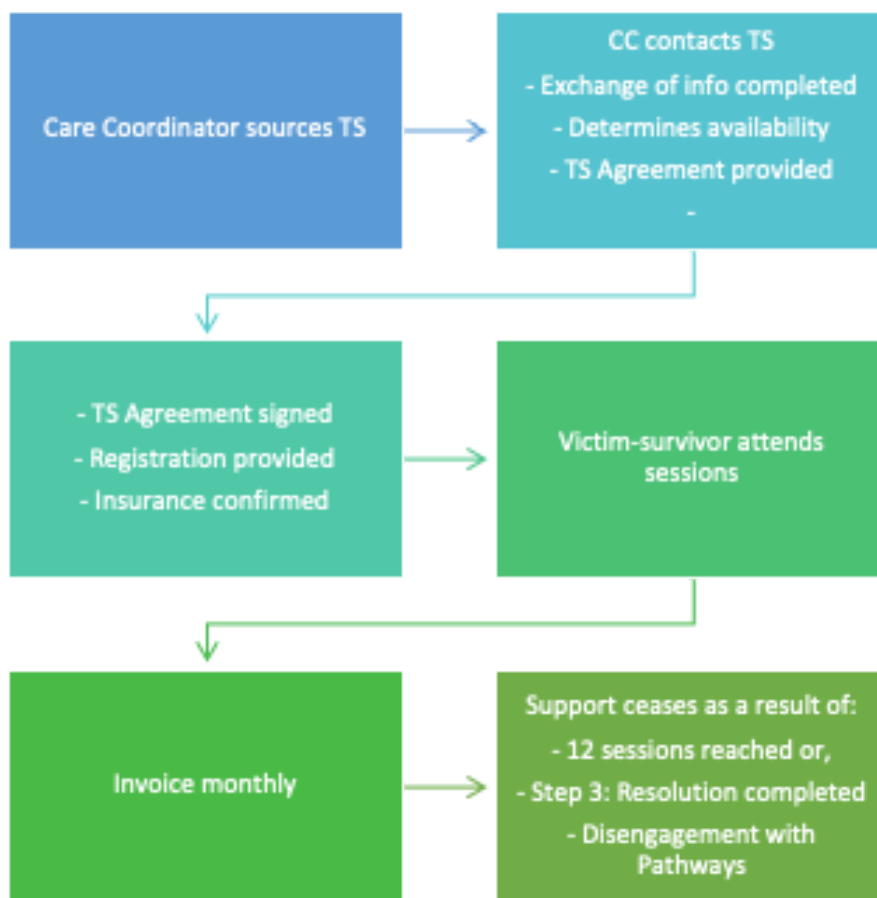 Care Coordinator sources TS
CC contacts TS
- Exchange of info completed
- Determines availability
- TS Agreement provided
-
- TS Agreement signed
- Registration provided
- Insurance confirmed
Victim-survivor attends
sessions
Invoice monthly
Support ceases as a result of:
- 12 sessions reached or,
- Step 3: Resolution completed
- Disengagement with
Pathways